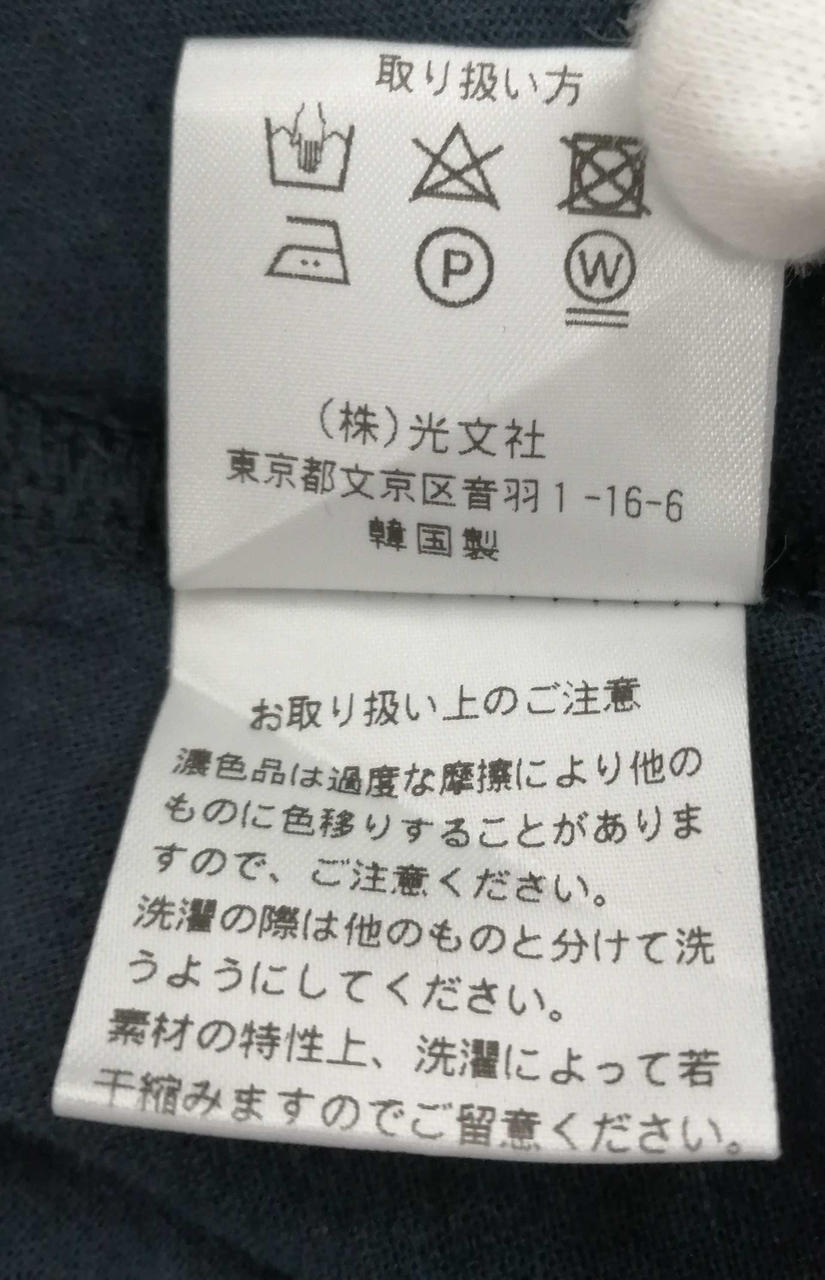 取り扱い方
P W
(株)光文社
東京都文京区音羽1-16-6
韓国製
お取り扱い上のご注意
濃色品は過度な摩擦により他の
ものに色移りすることがありま
すので、ご注意ください。
洗濯の際は他のものと分けて洗
うようにしてください。
素材の特性上、洗濯によって若
干縮みますのでご留意ください。